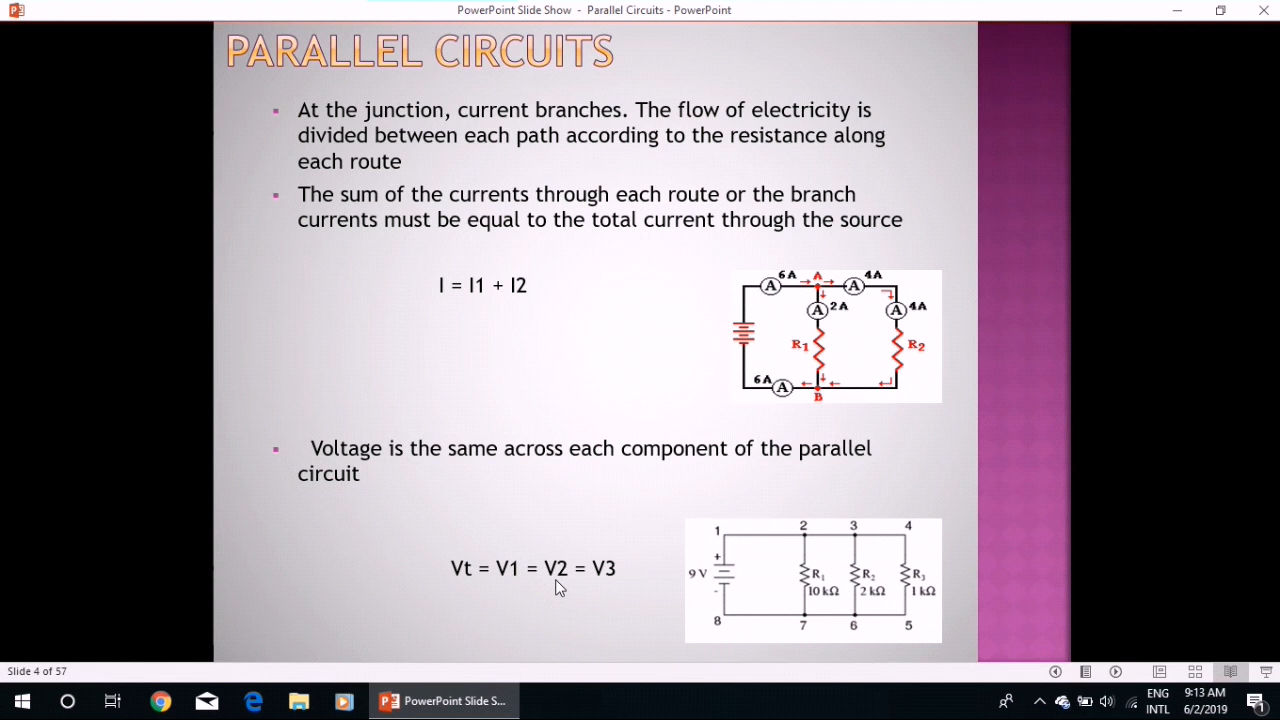 PowerPoint Slide Show - Parallel Circuits - PowerPoint
PARALLEL CIRCUITS
▪ At the junction, current branches. The flow of electricity is
divided between each path according to the resistance along
each route
▪ The sum of the currents through each route or the branch
currents must be equal to the total current through the source
I = I1 + I2
6A A 4A
A A
A 2A A 4A
R1 R2
6A A
B
▪ Voltage is the same across each component of the parallel
circuit
Vt = V1 = V2 = V3
1 2 3 4
+
9 V R1 R2 R3
- 10 kΩ 2 kΩ 1 kΩ
8 7 6 5
Slide 4 of 57
PowerPoint Slide S...
ENG 9:13 AM
INTL 6/2/2019
1